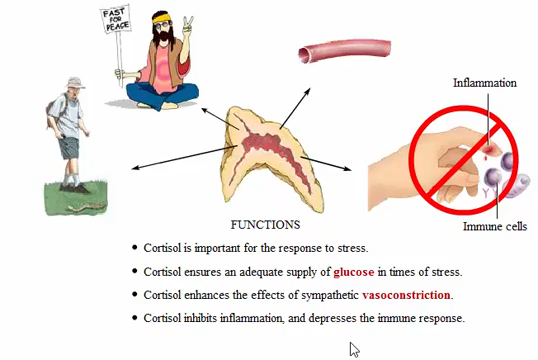 FAST
FOR
PEACE
Inflammation
Immune cells
FUNCTIONS
• Cortisol is important for the response to stress.
• Cortisol ensures an adequate supply of glucose in times of stress.
• Cortisol enhances the effects of sympathetic vasoconstriction.
• Cortisol inhibits inflammation, and depresses the immune response.